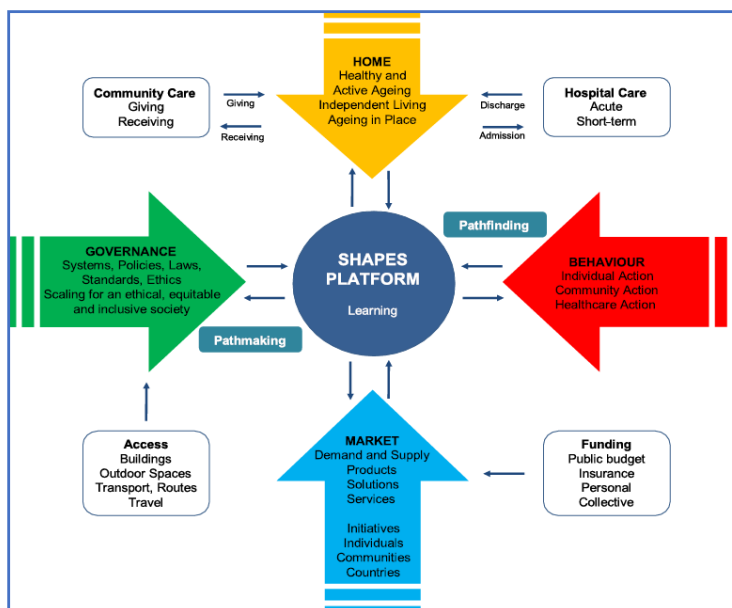 HOME
Healthy and
Active Ageing
Independent Living
Ageing in Place
Community Care
Giving
Receiving
Giving
Receiving
Discharge
Admission
Hospital Care
Acute
Short-term
GOVERNANCE
Systems, Policies, Laws,
Standards, Ethics
Scaling for an ethical, equitable
and inclusive society
SHAPES
PLATFORM
Learning
Pathfinding
Pathmaking
BEHAVIOUR
Individual Action
Community Action
Healthcare Action
Access
Buildings
Outdoor Spaces
Transport, Routes
Travel
MARKET
Demand and Supply
Products
Solutions
Services
Initiatives
Individuals
Communities
Countries
Funding
Public budget
Insurance
Personal
Collective